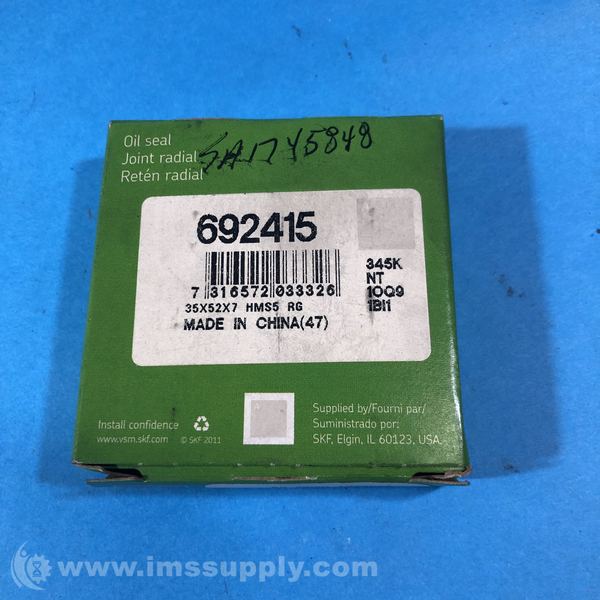 Oil seal
Joint radial
Retén radial
692415
7 316572 033326
35X52X7 HMS5 RG
MADE IN CHINA(47)
345K
NT
10Q9
1BI1
Install confidence
www.vsm.skf.com
© SKF 2011
Supplied by/Fourni par/
Suministrado por:
SKF, Elgin, IL 60123, USA.
www.imssupply.com